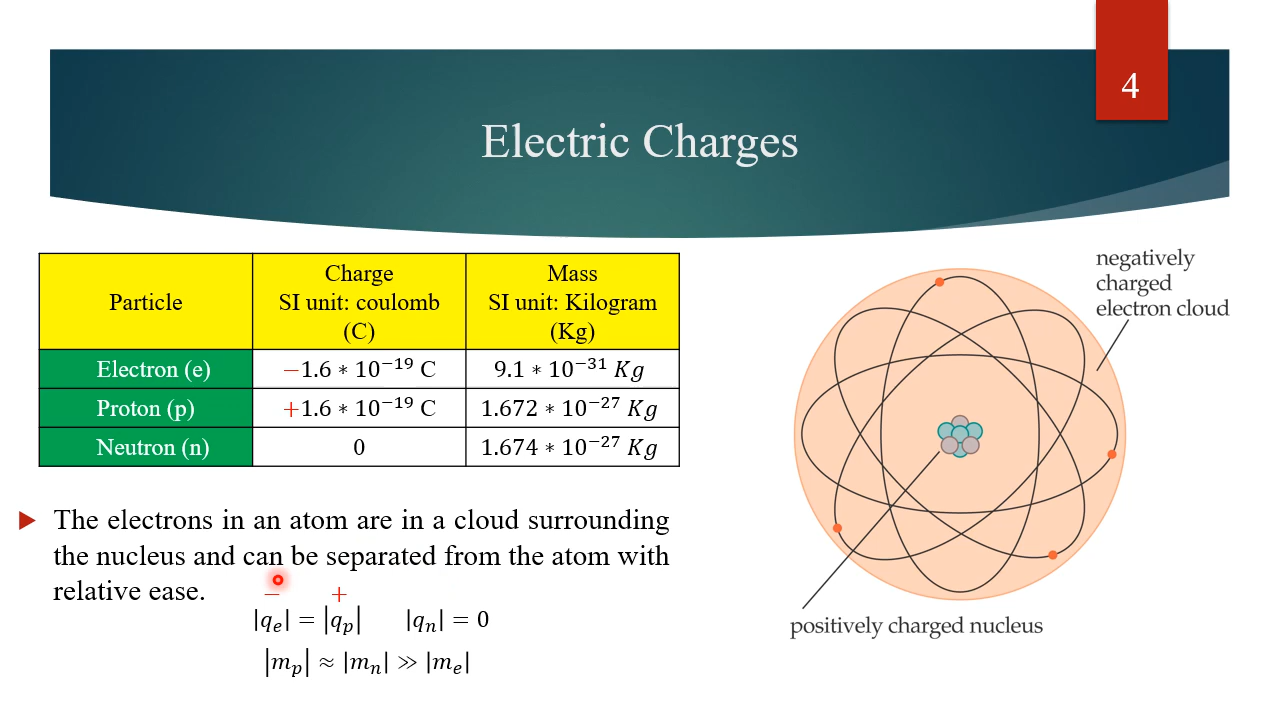 4
Electric Charges
Particle
Charge
SI unit: coulomb
(C)
Mass
SI unit: Kilogram
(Kg)
Electron (e)
−1.6 ∗ 10⁻¹⁹ C
9.1 ∗ 10⁻³¹ Kg
Proton (p)
+1.6 ∗ 10⁻¹⁹ C
1.672 ∗ 10⁻²⁷ Kg
Neutron (n)
0
1.674 ∗ 10⁻²⁷ Kg
The electrons in an atom are in a cloud surrounding
the nucleus and can be separated from the atom with
relative ease.
− +
|qₑ| = |qₚ| |qₙ| = 0
|mₚ| ≈ |mₙ| ≫ |mₑ|
negatively
charged
electron cloud
positively charged nucleus